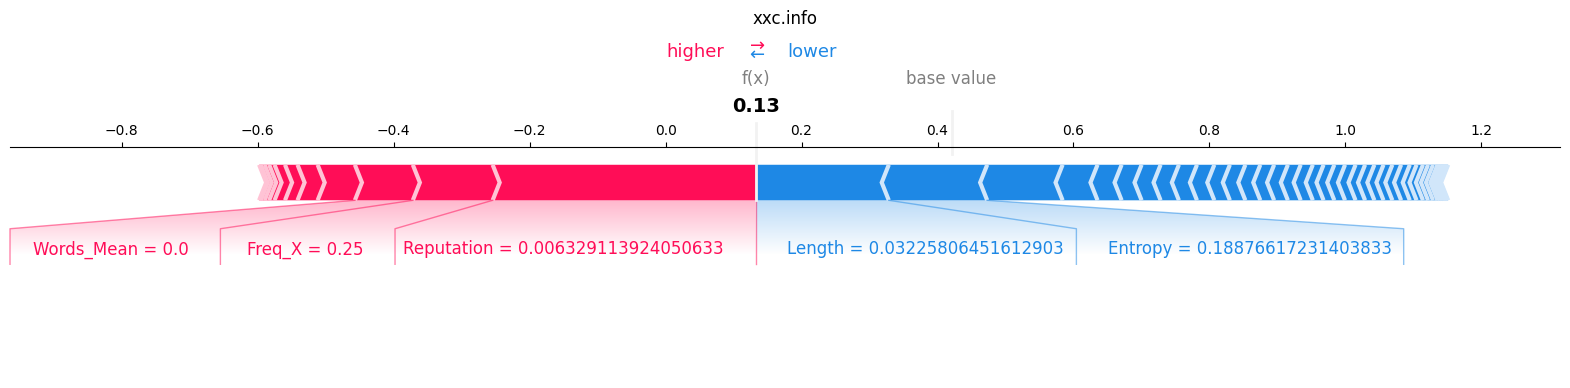 xxc.info
higher ⇄ lower
f(x) base value
0.13
−0.8 −0.6 −0.4 −0.2 0.0 0.2 0.4 0.6 0.8 1.0 1.2
Words_Mean = 0.0 Freq_X = 0.25 Reputation = 0.006329113924050633 Length = 0.03225806451612903 Entropy = 0.18876617231403833